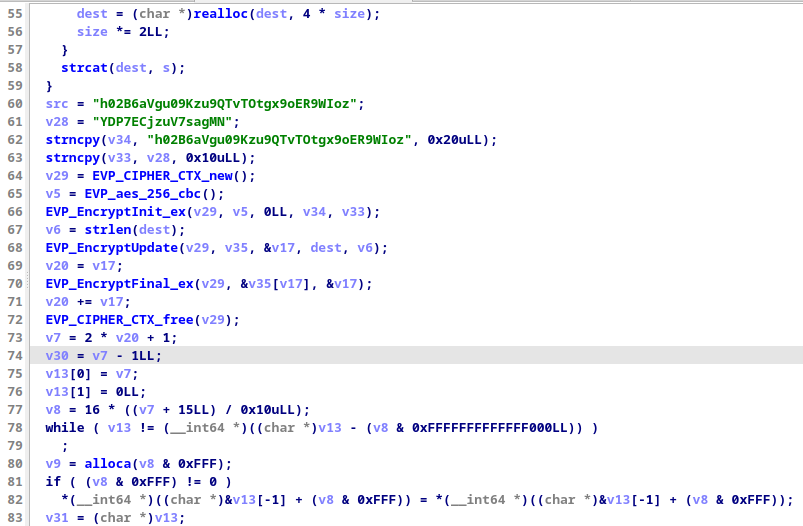 55 dest = (char *)realloc(dest, 4 * size);
56 size *= 2LL;
57 }
58 strcat(dest, s);
59 }
60 src = "h02B6aVgu09Kzu9QTvTOtgx9oER9WIoz";
61 v28 = "YDP7ECjzuV7sagMN";
62 strncpy(v34, "h02B6aVgu09Kzu9QTvTOtgx9oER9WIoz", 0x20uLL);
63 strncpy(v33, v28, 0x10uLL);
64 v29 = EVP_CIPHER_CTX_new();
65 v5 = EVP_aes_256_cbc();
66 EVP_EncryptInit_ex(v29, v5, 0LL, v34, v33);
67 v6 = strlen(dest);
68 EVP_EncryptUpdate(v29, v35, &v17, dest, v6);
69 v20 = v17;
70 EVP_EncryptFinal_ex(v29, &v35[v17], &v17);
71 v20 += v17;
72 EVP_CIPHER_CTX_free(v29);
73 v7 = 2 * v20 + 1;
74 v30 = v7 - 1LL;
75 v13[0] = v7;
76 v13[1] = 0LL;
77 v8 = 16 * ((v7 + 15LL) / 0x10uLL);
78 while ( v13 != (__int64 *)((char *)v13 - (v8 & 0xFFFFFFFFFFFFF000LL)) )
79 ;
80 v9 = alloca(v8 & 0xFFF);
81 if ( (v8 & 0xFFF) != 0 )
82 *(__int64 *)((char *)&v13[-1] + (v8 & 0xFFF)) = *(__int64 *)((char *)&v13[-1] + (v8 & 0xFFF));
83 v31 = (char *)v13;